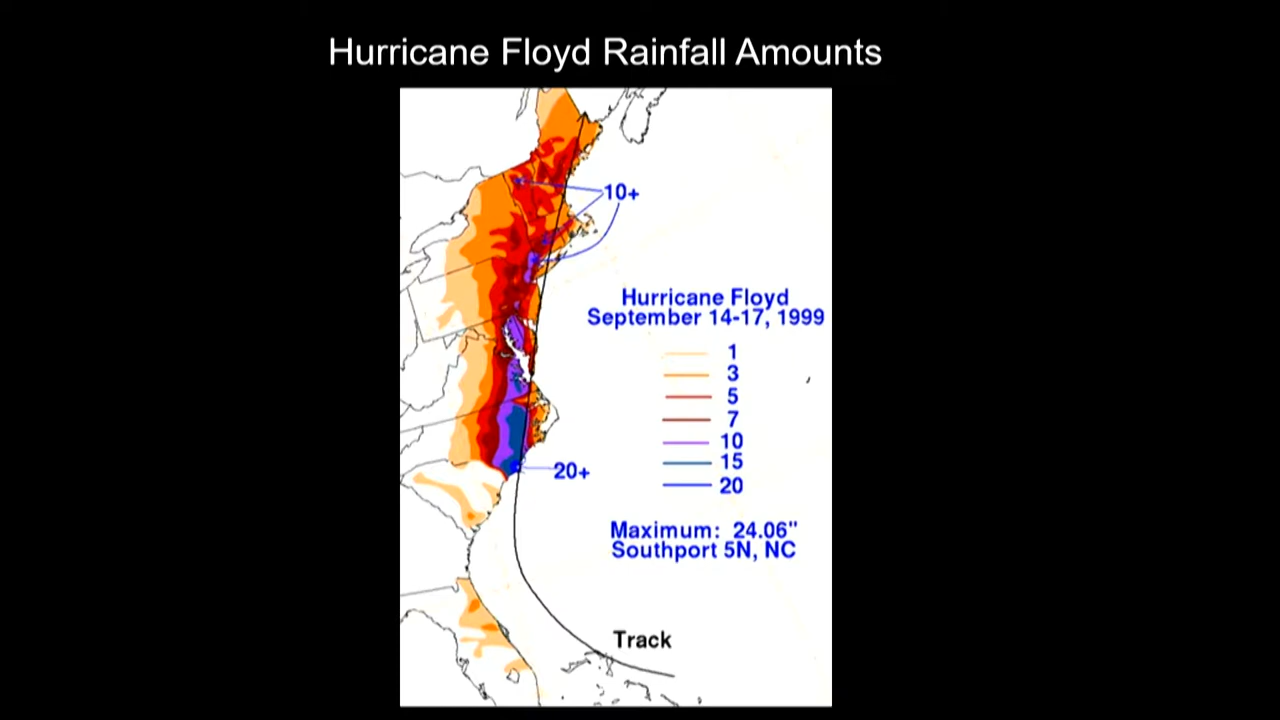 Hurricane Floyd Rainfall Amounts
10+
Hurricane Floyd
September 14-17, 1999
1
3
5
7
10
15
20
20+
Maximum: 24.06"
Southport 5N, NC
Track